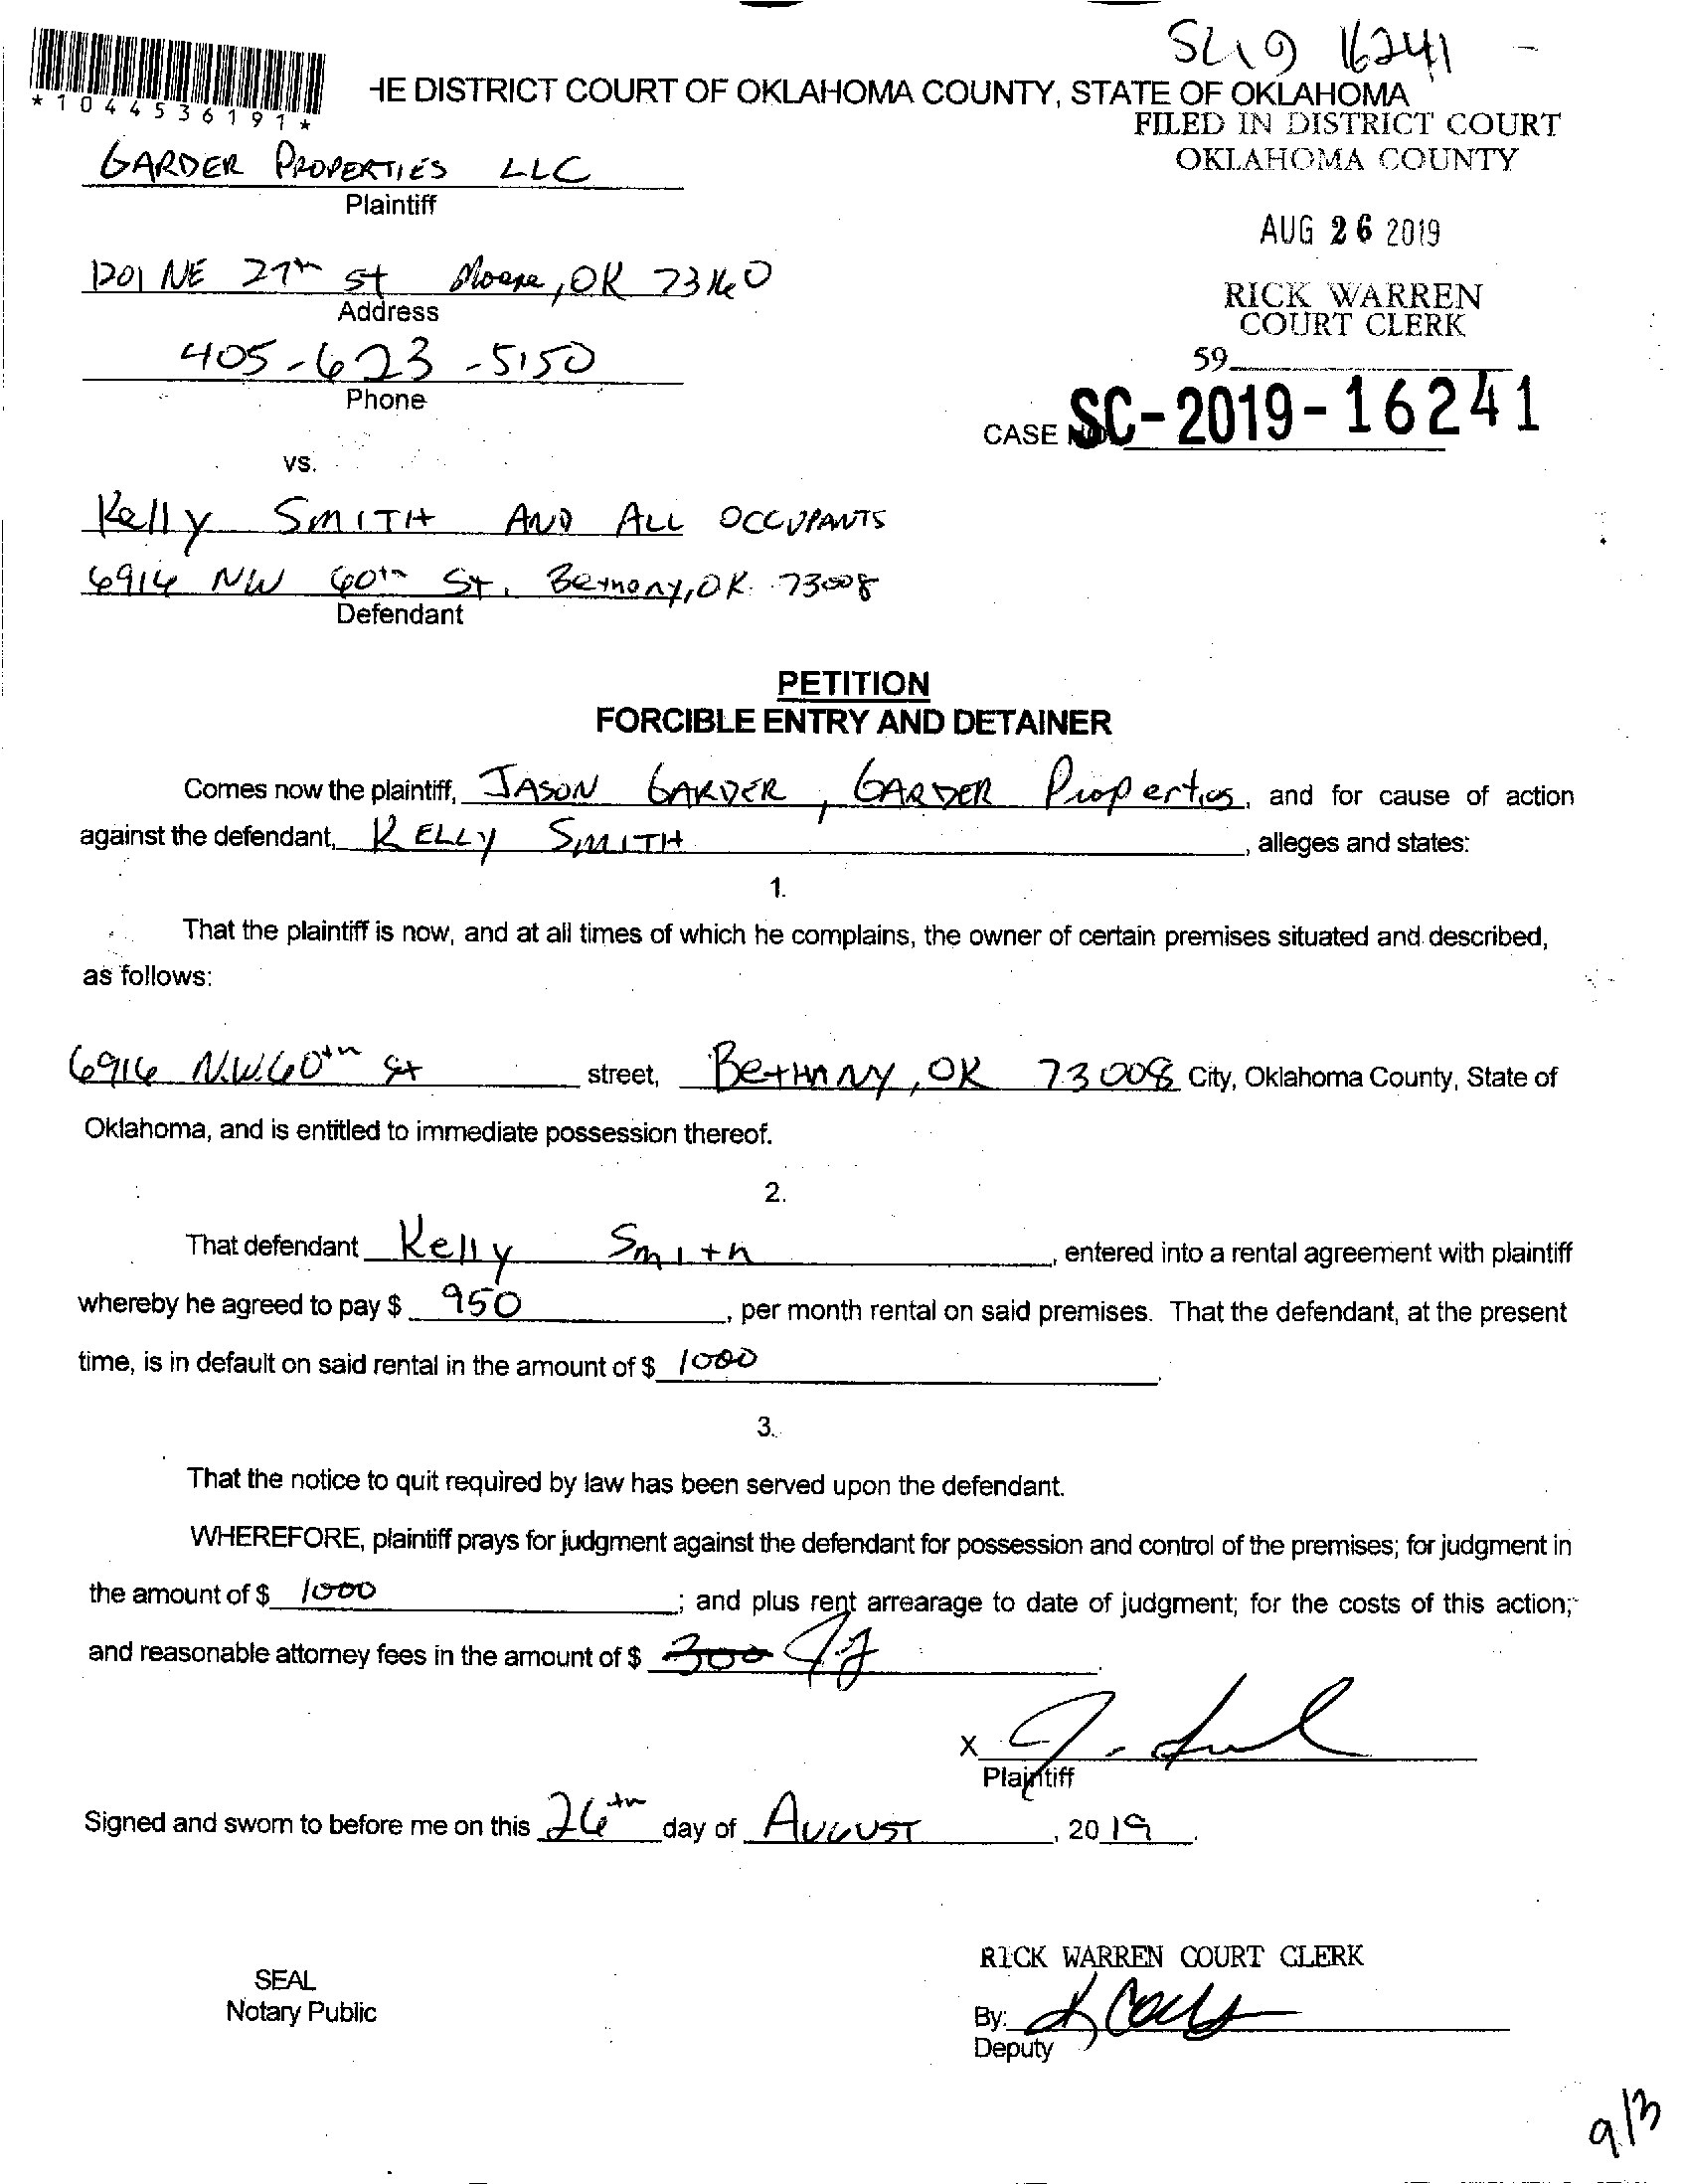 SC19 16241 -
HE DISTRICT COURT OF OKLAHOMA COUNTY, STATE OF OKLAHOMA
*1044536191*
FILED IN DISTRICT COURT
OKLAHOMA COUNTY
GARDER PROPERTIES LLC
Plaintiff
AUG 26 2019
1201 NE 27th St Moore, OK 73160
Address
RICK WARREN
COURT CLERK
405-623-5150
Phone
59
CASE NO. SC-2019-16241
vs.
Kelly SMITH AND ALL OCCUPANTS
6916 NW 60th St. Bethany, OK 73008
Defendant
PETITION
FORCIBLE ENTRY AND DETAINER
Comes now the plaintiff, JASON GARDER, GARDER Properties, and for cause of action
against the defendant, KELLY SMITH, alleges and states:
1.
That the plaintiff is now, and at all times of which he complains, the owner of certain premises situated and described,
as follows:
6916 N.W. 60th St street, BETHANY, OK 73008 City, Oklahoma County, State of
Oklahoma, and is entitled to immediate possession thereof.
2.
That defendant Kelly Smith, entered into a rental agreement with plaintiff
whereby he agreed to pay $ 950, per month rental on said premises. That the defendant, at the present
time, is in default on said rental in the amount of $ 1000.
3.
That the notice to quit required by law has been served upon the defendant.
WHEREFORE, plaintiff prays for judgment against the defendant for possession and control of the premises; for judgment in
the amount of $ 1000; and plus rent arrearage to date of judgment; for the costs of this action;
and reasonable attorney fees in the amount of $ 300 JG.
X
Plaintiff
Signed and sworn to before me on this 26th day of AUGUST, 2019.
RICK WARREN COURT CLERK
SEAL
Notary Public
By:
Deputy
9/3